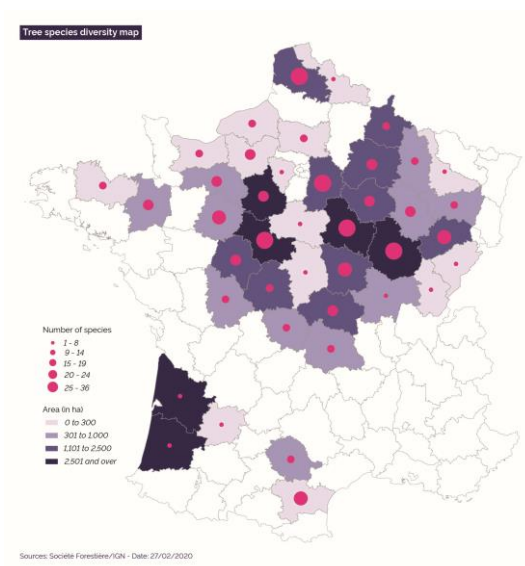 Tree species diversity map
Number of species
1 - 8
9 - 14
15 - 19
20 - 24
25 - 36
Area (in ha)
0 to 300
301 to 1,000
1,101 to 2,500
2,501 and over
Sources: Société Forestière/IGN - Date: 27/02/2020